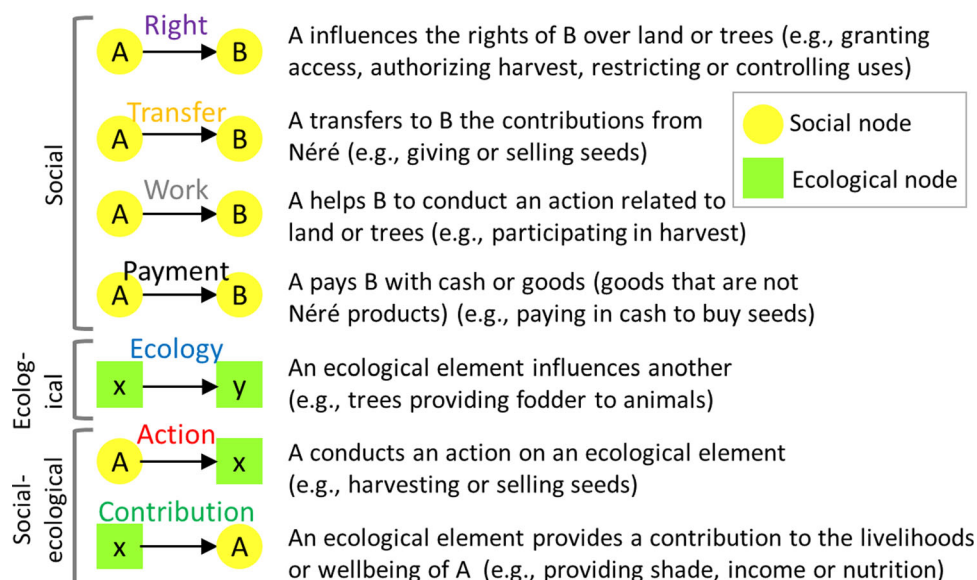 Social
Right
A B
A influences the rights of B over land or trees (e.g., granting
access, authorizing harvest, restricting or controlling uses)
Transfer
A B
A transfers to B the contributions from
Néré (e.g., giving or selling seeds)
Work
A B
A helps B to conduct an action related to
land or trees (e.g., participating in harvest)
Payment
A B
A pays B with cash or goods (goods that are not
Néré products) (e.g., paying in cash to buy seeds)
Social node
Ecological node
Ecolog-
ical
Ecology
x y
An ecological element influences another
(e.g., trees providing fodder to animals)
Social-
ecological
Action
A x
A conducts an action on an ecological element
(e.g., harvesting or selling seeds)
Contribution
x A
An ecological element provides a contribution to the livelihoods
or wellbeing of A (e.g., providing shade, income or nutrition)